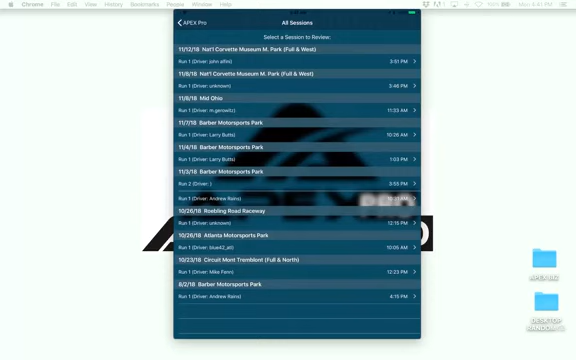 Chrome File Edit View History Bookmarks People Window Help
Mon 4:41 PM
APEX Pro
All Sessions
Select a Session to Review:
11/12/18 Nat'l Corvette Museum M. Park (Full & West)
Run 1 (Driver: john alfini) 3:61 PM
11/8/18 Nat'l Corvette Museum M. Park (Full & West)
Run 1 (Driver: unknown) 3:46 PM
11/8/18 Mid Ohio
Run 1 (Driver: m.gerowitz) 11:23 AM
11/7/18 Barber Motorsports Park
Run 1 (Driver: Larry Butts) 10:26 AM
11/4/18 Barber Motorsports Park
Run 1 (Driver: Larry Butts) 1:03 PM
11/3/18 Barber Motorsports Park
Run 2 (Driver: ) 3:55 PM
Run 1 (Driver: Andrew Rains)
10/26/18 Roebling Road Raceway
Run 1 (Driver: unknown) 12:15 PM
10/26/18 Atlanta Motorsports Park
Run 1 (Driver: blue42_ati) 10:05 AM
10/23/18 Circuit Mont Tremblont (Full & North)
Run 1 (Driver: Mike Fenn) 12:23 PM
8/2/18 Barber Motorsports Park
Run 1 (Driver: Andrew Rains) 4:15 PM
DESKTOP